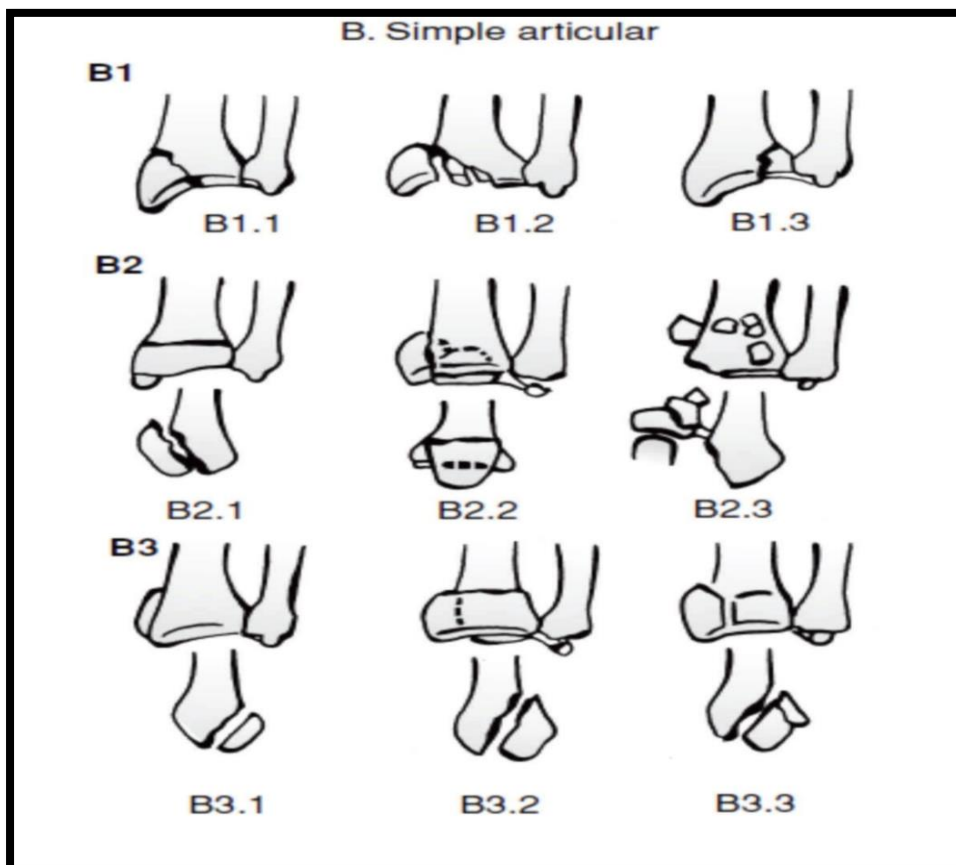 B. Simple articular
B1
B1.1 B1.2 B1.3
B2
B2.1 B2.2 B2.3
B3
B3.1 B3.2 B3.3